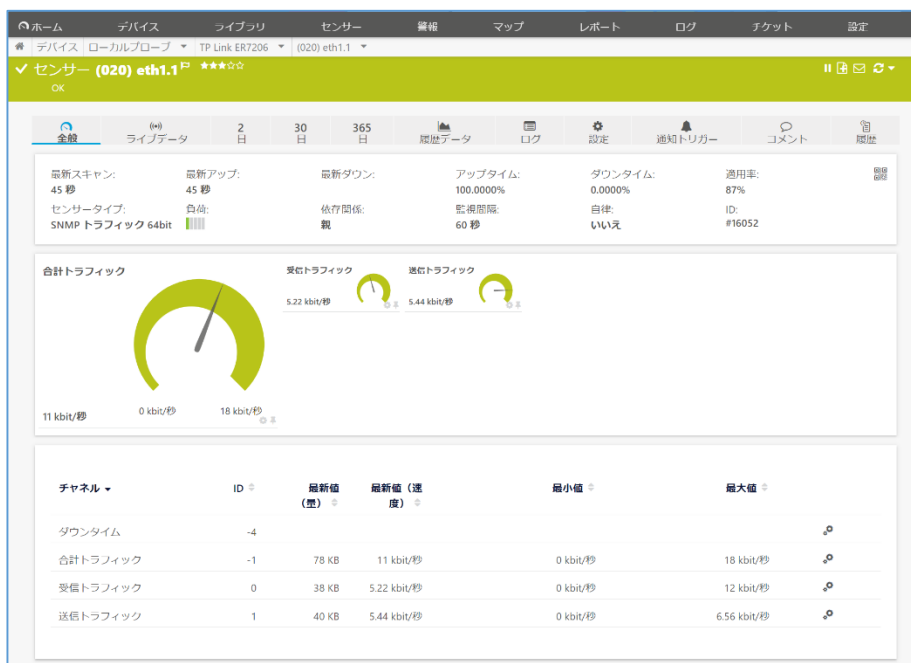 ホーム デバイス ライブラリ センサー 警報 マップ レポート ログ チケット 設定
デバイス ローカルプローブ TP Link ER7206 (020) eth1.1
センサー (020) eth1.1
OK
全般 ライブデータ 2日 30日 365日 履歴データ ログ 設定 通知トリガー コメント 履歴
最新スキャン: 最新アップ: 最新ダウン: アップタイム: ダウンタイム: 適用率:
45 秒 45 秒 100.0000% 0.0000% 87%
センサータイプ: 負荷: 依存関係: 監視間隔: 自律: ID:
SNMP トラフィック 64bit 親 60 秒 いいえ #16052
合計トラフィック 受信トラフィック 送信トラフィック
5.22 kbit/秒 5.44 kbit/秒
11 kbit/秒 0 kbit/秒 18 kbit/秒
チャネル ID 最新値 最新値（速 最小値 最大値
（量） 度）
ダウンタイム -4
合計トラフィック -1 78 KB 11 kbit/秒 0 kbit/秒 18 kbit/秒
受信トラフィック 0 38 KB 5.22 kbit/秒 0 kbit/秒 12 kbit/秒
送信トラフィック 1 40 KB 5.44 kbit/秒 0 kbit/秒 6.56 kbit/秒